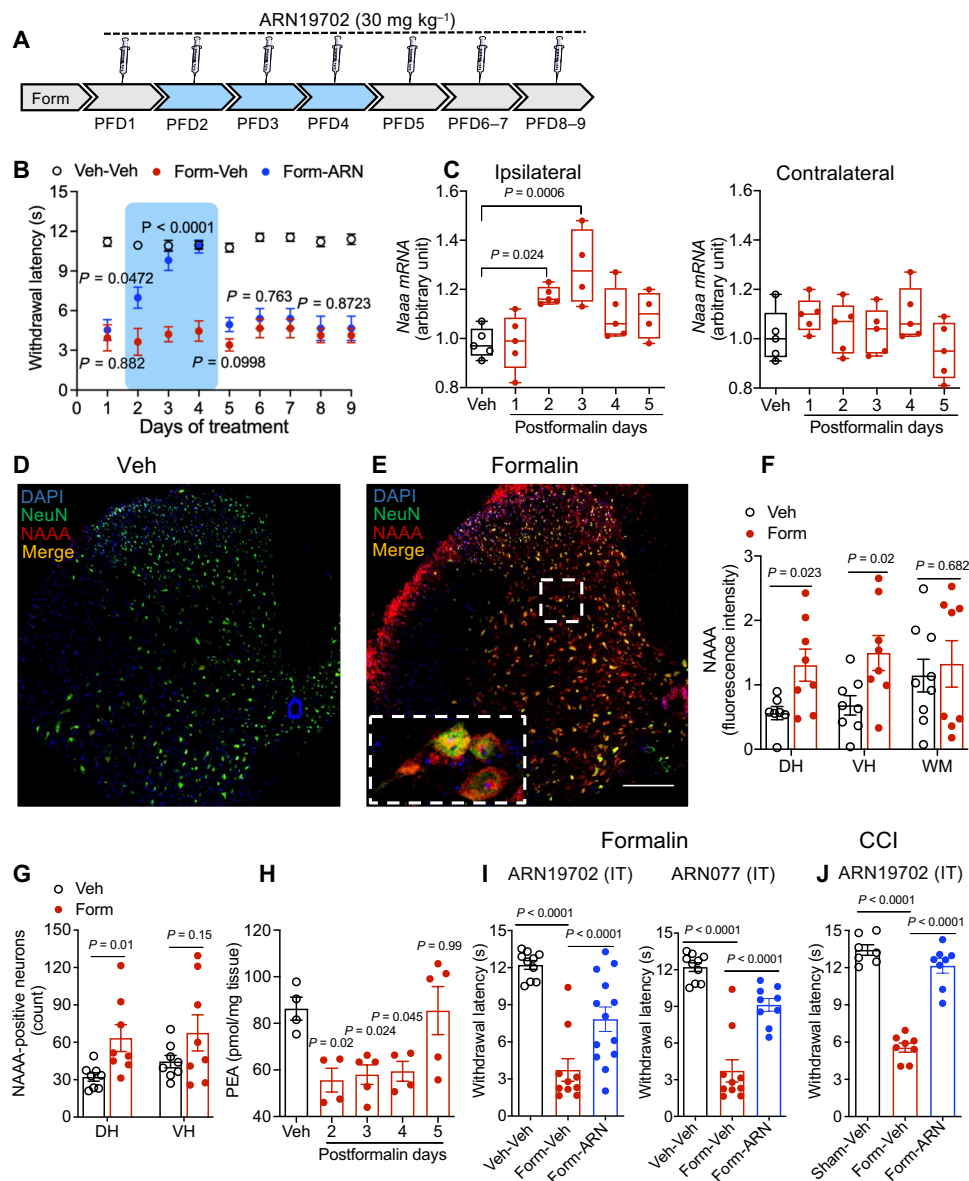 ARN19702 (30 mg kg⁻¹)
A
Form
PFD1 PFD2 PFD3 PFD4 PFD5 PFD6–7 PFD8–9
B
Veh-Veh Form-Veh Form-ARN
Withdrawal latency (s)
15
12
9
6
3
0
P < 0.0001
P = 0.0472
P = 0.763
P = 0.8723
P = 0.882
P = 0.0998
0 1 2 3 4 5 6 7 8 9
Days of treatment
C
Ipsilateral
P = 0.0006
P = 0.024
Naaa mRNA
(arbitrary unit)
1.6
1.4
1.2
1.0
0.8
Veh 1 2 3 4 5
Postformalin days
Contralateral
Naaa mRNA
(arbitrary unit)
1.6
1.4
1.2
1.0
0.8
Veh 1 2 3 4 5
Postformalin days
D
Veh
DAPI
NeuN
NAAA
Merge
E
Formalin
DAPI
NeuN
NAAA
Merge
F
Veh
Form
NAAA
(fluorescence intensity)
3
2
1
0
P = 0.023
P = 0.02
P = 0.682
DH VH WM
G
Veh
Form
NAAA-positive neurons
(count)
150
120
90
60
30
0
P = 0.01
P = 0.15
DH VH
H
PEA (pmol/mg tissue)
120
100
80
60
40
P = 0.99
P = 0.045
P = 0.024
P = 0.02
Veh 2 3 4 5
Postformalin days
Formalin
I
ARN19702 (IT)
P < 0.0001
P < 0.0001
Withdrawal latency (s)
15
12
9
6
3
0
Veh-Veh
Form-Veh
Form-ARN
ARN077 (IT)
P < 0.0001
P < 0.0001
Withdrawal latency (s)
15
12
9
6
3
0
Veh-Veh
Form-Veh
Form-ARN
CCI
J
ARN19702 (IT)
P < 0.0001
P < 0.0001
Withdrawal latency (s)
15
12
9
6
3
0
Sham-Veh
Form-Veh
Form-ARN